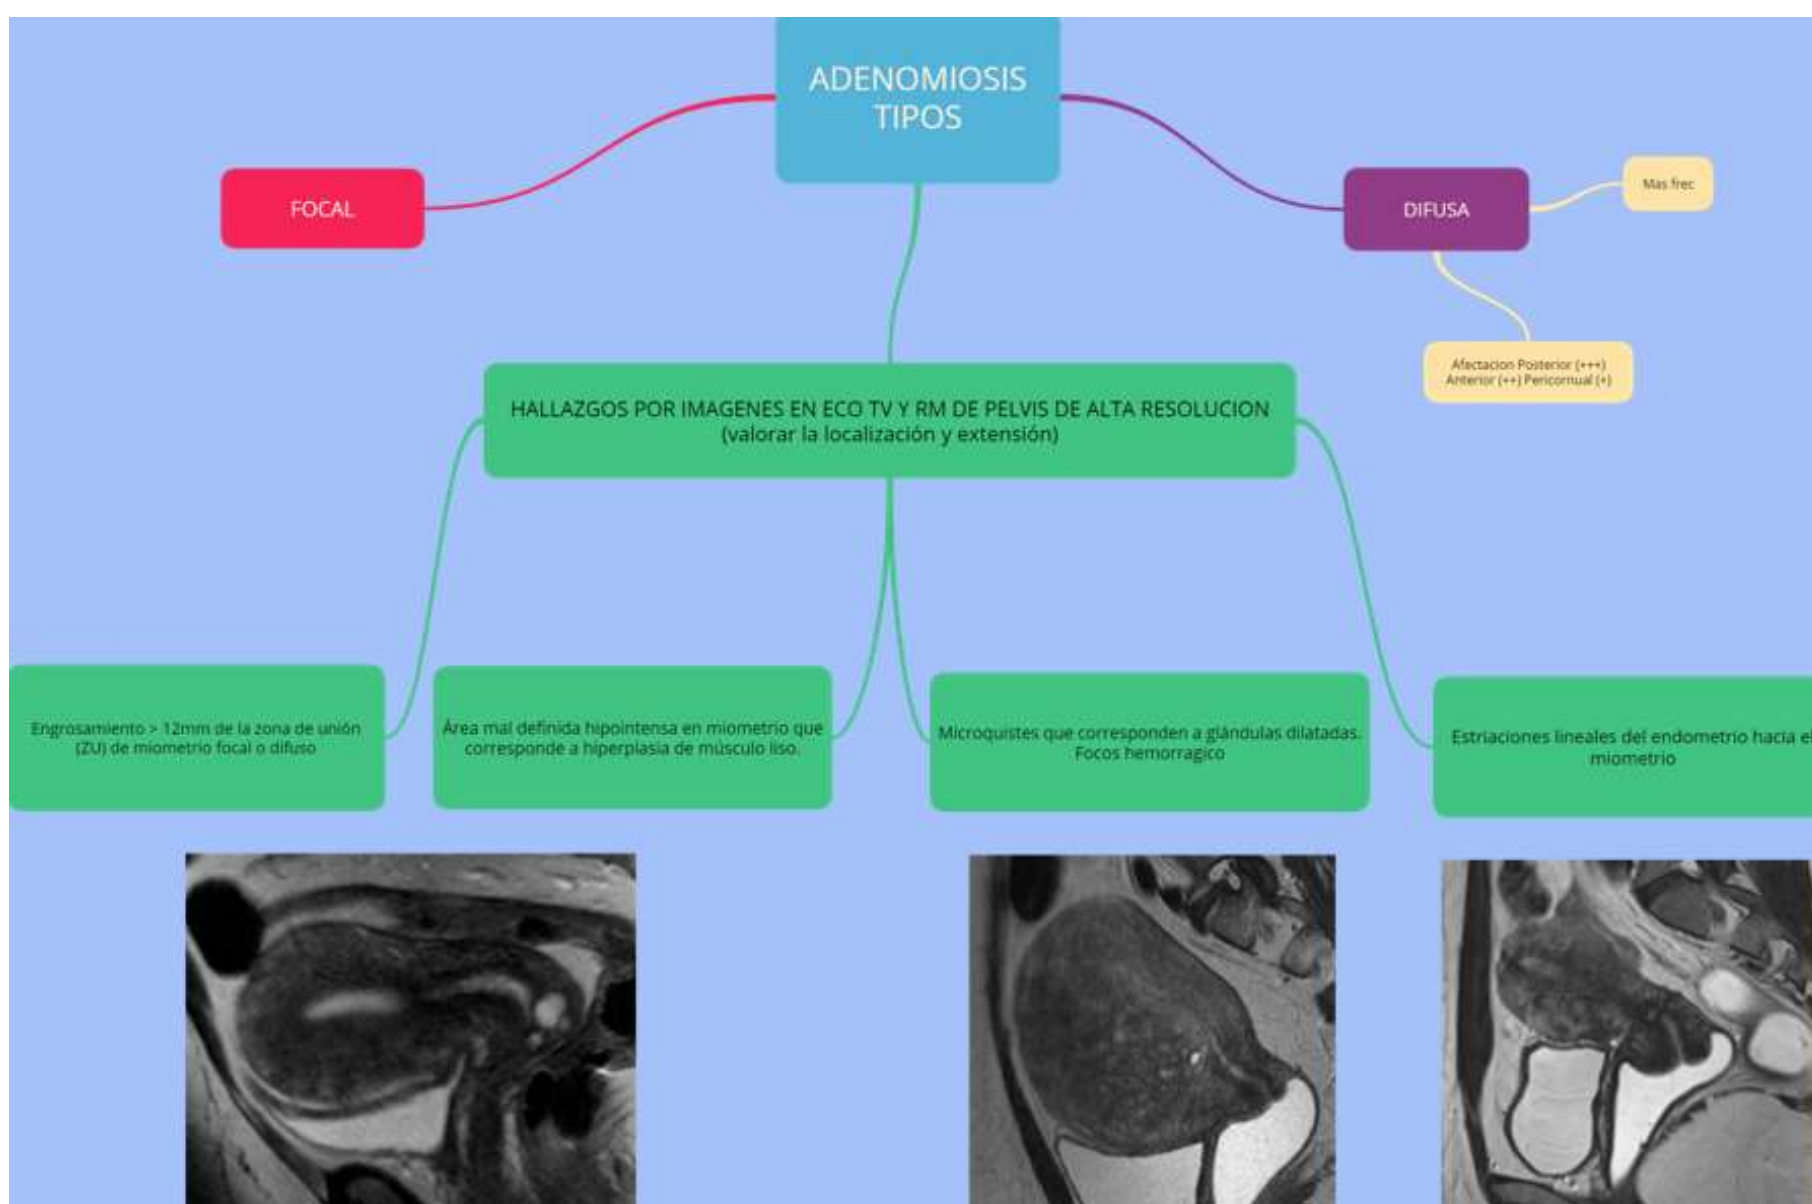 ADENOMIOSIS
TIPOS
FOCAL
DIFUSA
Mas frec
Afectacion Posterior (+++)
Anterior (++) Pericornual (+)
HALLAZGOS POR IMAGENES EN ECO TV Y RM DE PELVIS DE ALTA RESOLUCION
(valorar la localización y extensión)
Engrosamiento > 12mm de la zona de unión
(ZU) de miometrio focal o difuso
Área mal definida hipointensa en miometrio que
corresponde a hiperplasia de músculo liso.
Microquistes que corresponden a glándulas dilatadas.
Focos hemorragico
Estriaciones lineales del endometrio hacia el
miometrio